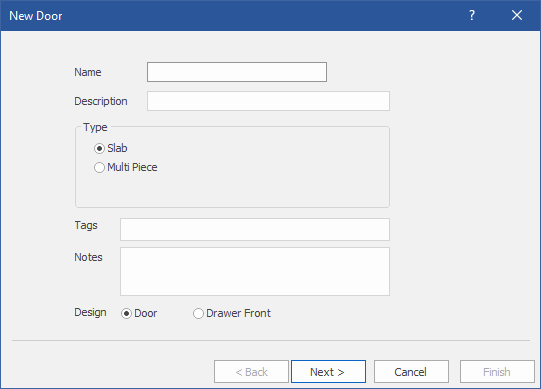 New Door ?
Name
Description
Type
Slab
Multi Piece
Tags
Notes
Design Door Drawer Front
< Back Next > Cancel Finish